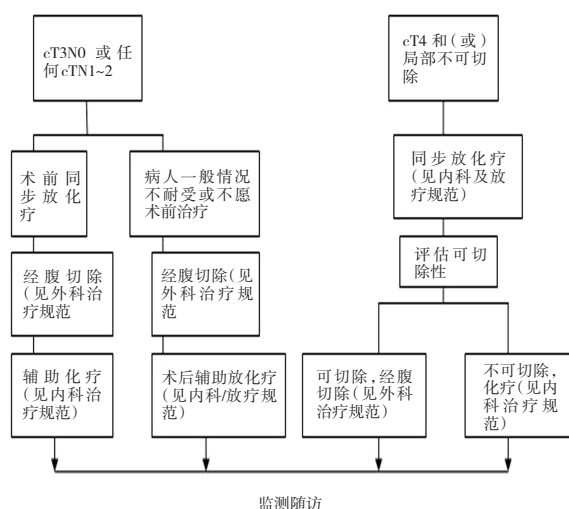 cT3N0 或任
何cTN1~2
cT4 和(或)
局部不可切
除
术前同
步放化
疗
病人一般情况
不耐受或不愿
术前治疗
同步放化疗
(见内科及放
疗规范)
评估可切
除性
经腹切除
(见外科治
疗规范
经腹切除(见
外科治疗规
范
辅助化疗
(见内科治
疗规范)
术后辅助放化疗
(见内科/放疗规
范)
可切除,经腹
切除(见外科
治疗规范)
不可切除,
化疗(见内
科治疗规
范)
监测随访